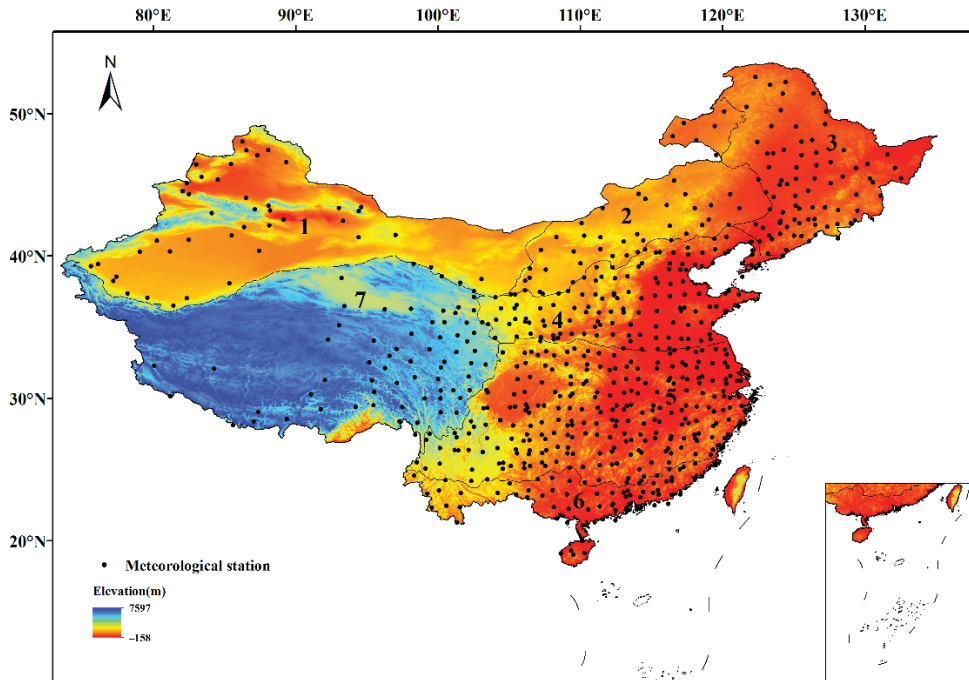 80°E 90°E 100°E 110°E 120°E 130°E
N
50°N
3
2
1
40°N
7
4
30°N
5
6
20°N
Meteorological station
Elevation(m)
7597
–158